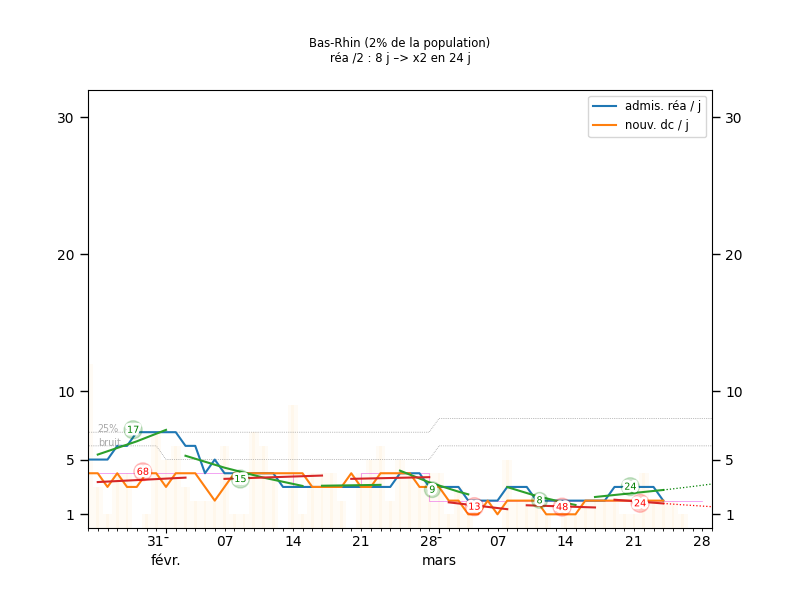 Bas-Rhin (2% de la population)
réa /2 : 8 j –> x2 en 24 j
admis. réa / j
nouv. dc / j
30 30
20 20
10 10
25%
bruit
17
68
15
5 5
9
13
8
48
24
24
1 1
31 07 14 21 28 07 14 21 28
févr. mars